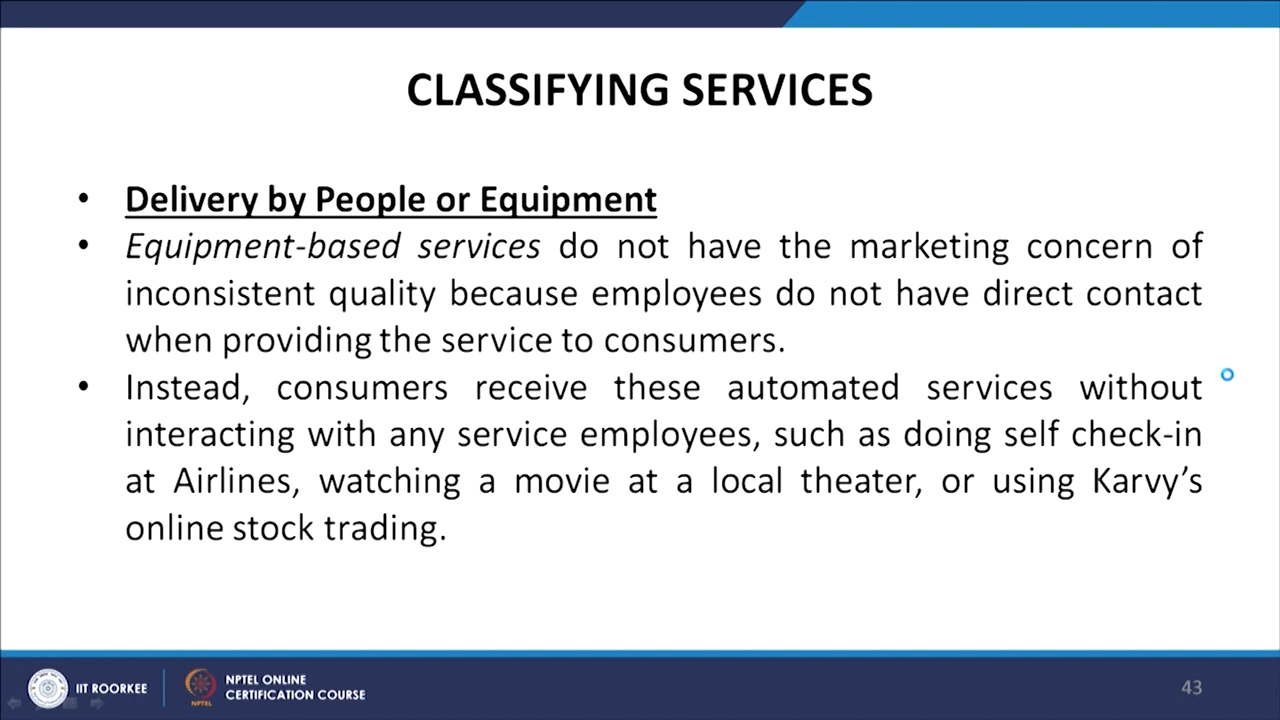 CLASSIFYING SERVICES
• Delivery by People or Equipment
• Equipment-based services do not have the marketing concern of
inconsistent quality because employees do not have direct contact
when providing the service to consumers.
• Instead, consumers receive these automated services without
interacting with any service employees, such as doing self check-in
at Airlines, watching a movie at a local theater, or using Karvy’s
online stock trading.
IIT ROORKEE
NPTEL
NPTEL ONLINE
CERTIFICATION COURSE
43